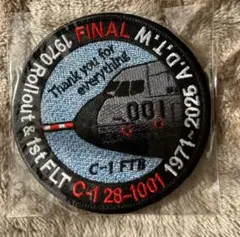 1970 Rollout & 1st FLT
FINAL
1971~2025 A.D.T.W
C-1 28-1001
Thank you for
everything
001
C-1 FTB